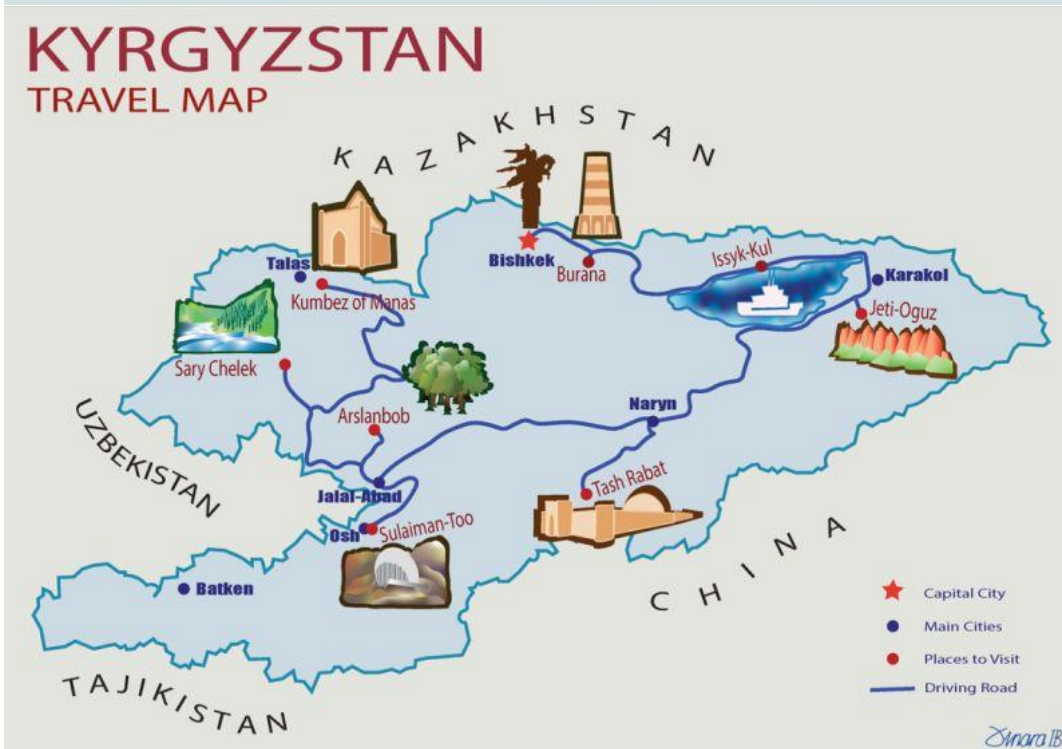 KYRGYZSTAN
TRAVEL MAP
KAZAKHSTAN
Talas
Kumbez of Manas
Bishkek
Burana
Issyk-Kul
Karakol
Jeti-Oguz
Sary Chelek
Arslanbob
Naryn
UZBEKISTAN
Jalal-Abad
Tash Rabat
Osh
Sulaiman-Too
CHINA
Batken
TAJIKISTAN
Capital City
Main Cities
Places to Visit
Driving Road